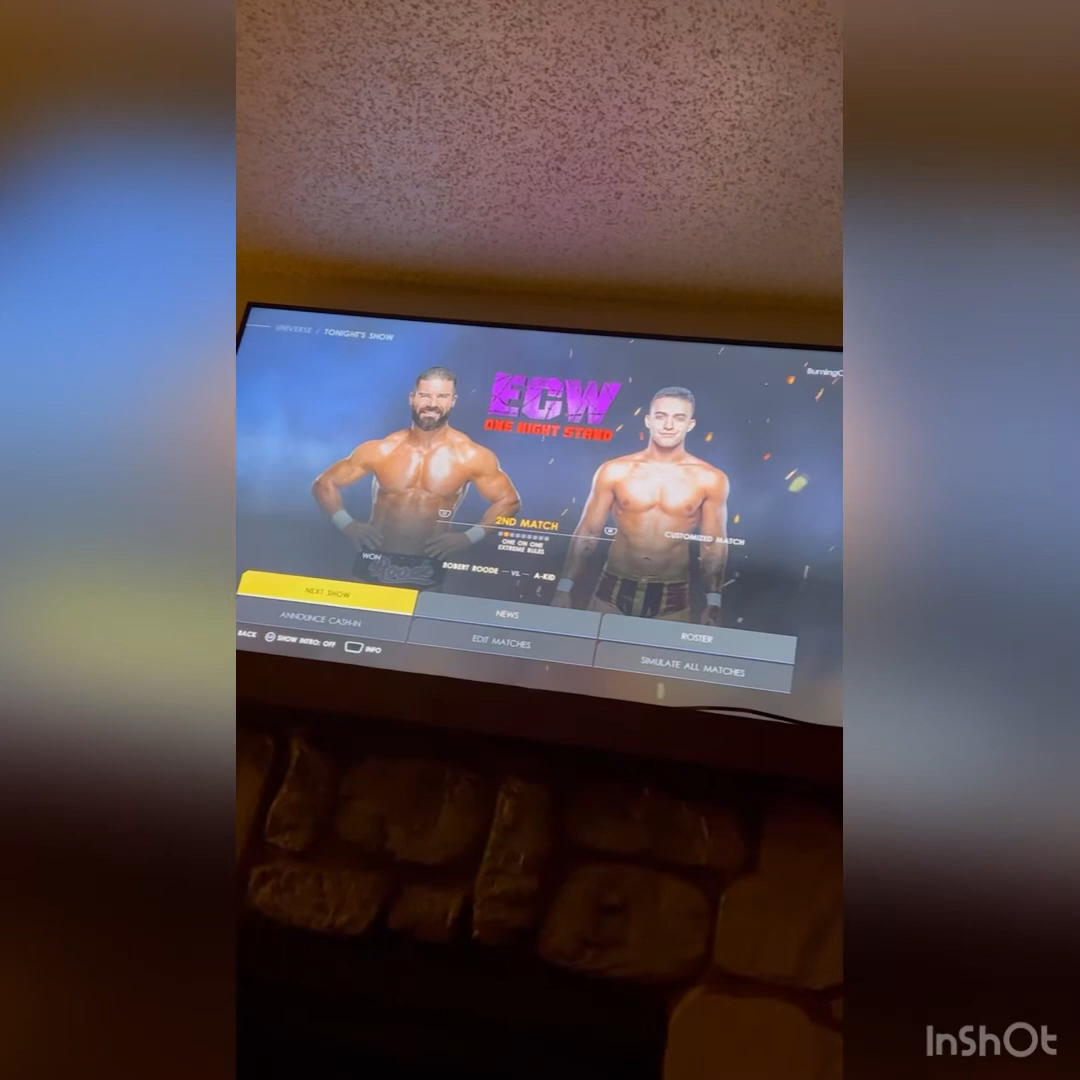 UNIVERSE / TONIGHT'S SHOW
BurningC
ECW
ONE NIGHT STAND
2ND MATCH
ONE ON ONE
EXTREME RULES
CUSTOMIZED MATCH
WON
Roode
ROBERT ROODE --- VS. --- A-KID
NEXT SHOW
NEWS
ROSTER
ANNOUNCE CASH-IN
EDIT MATCHES
SIMULATE ALL MATCHES
BACK
SHOW INTRO: OFF
INFO
InShOt